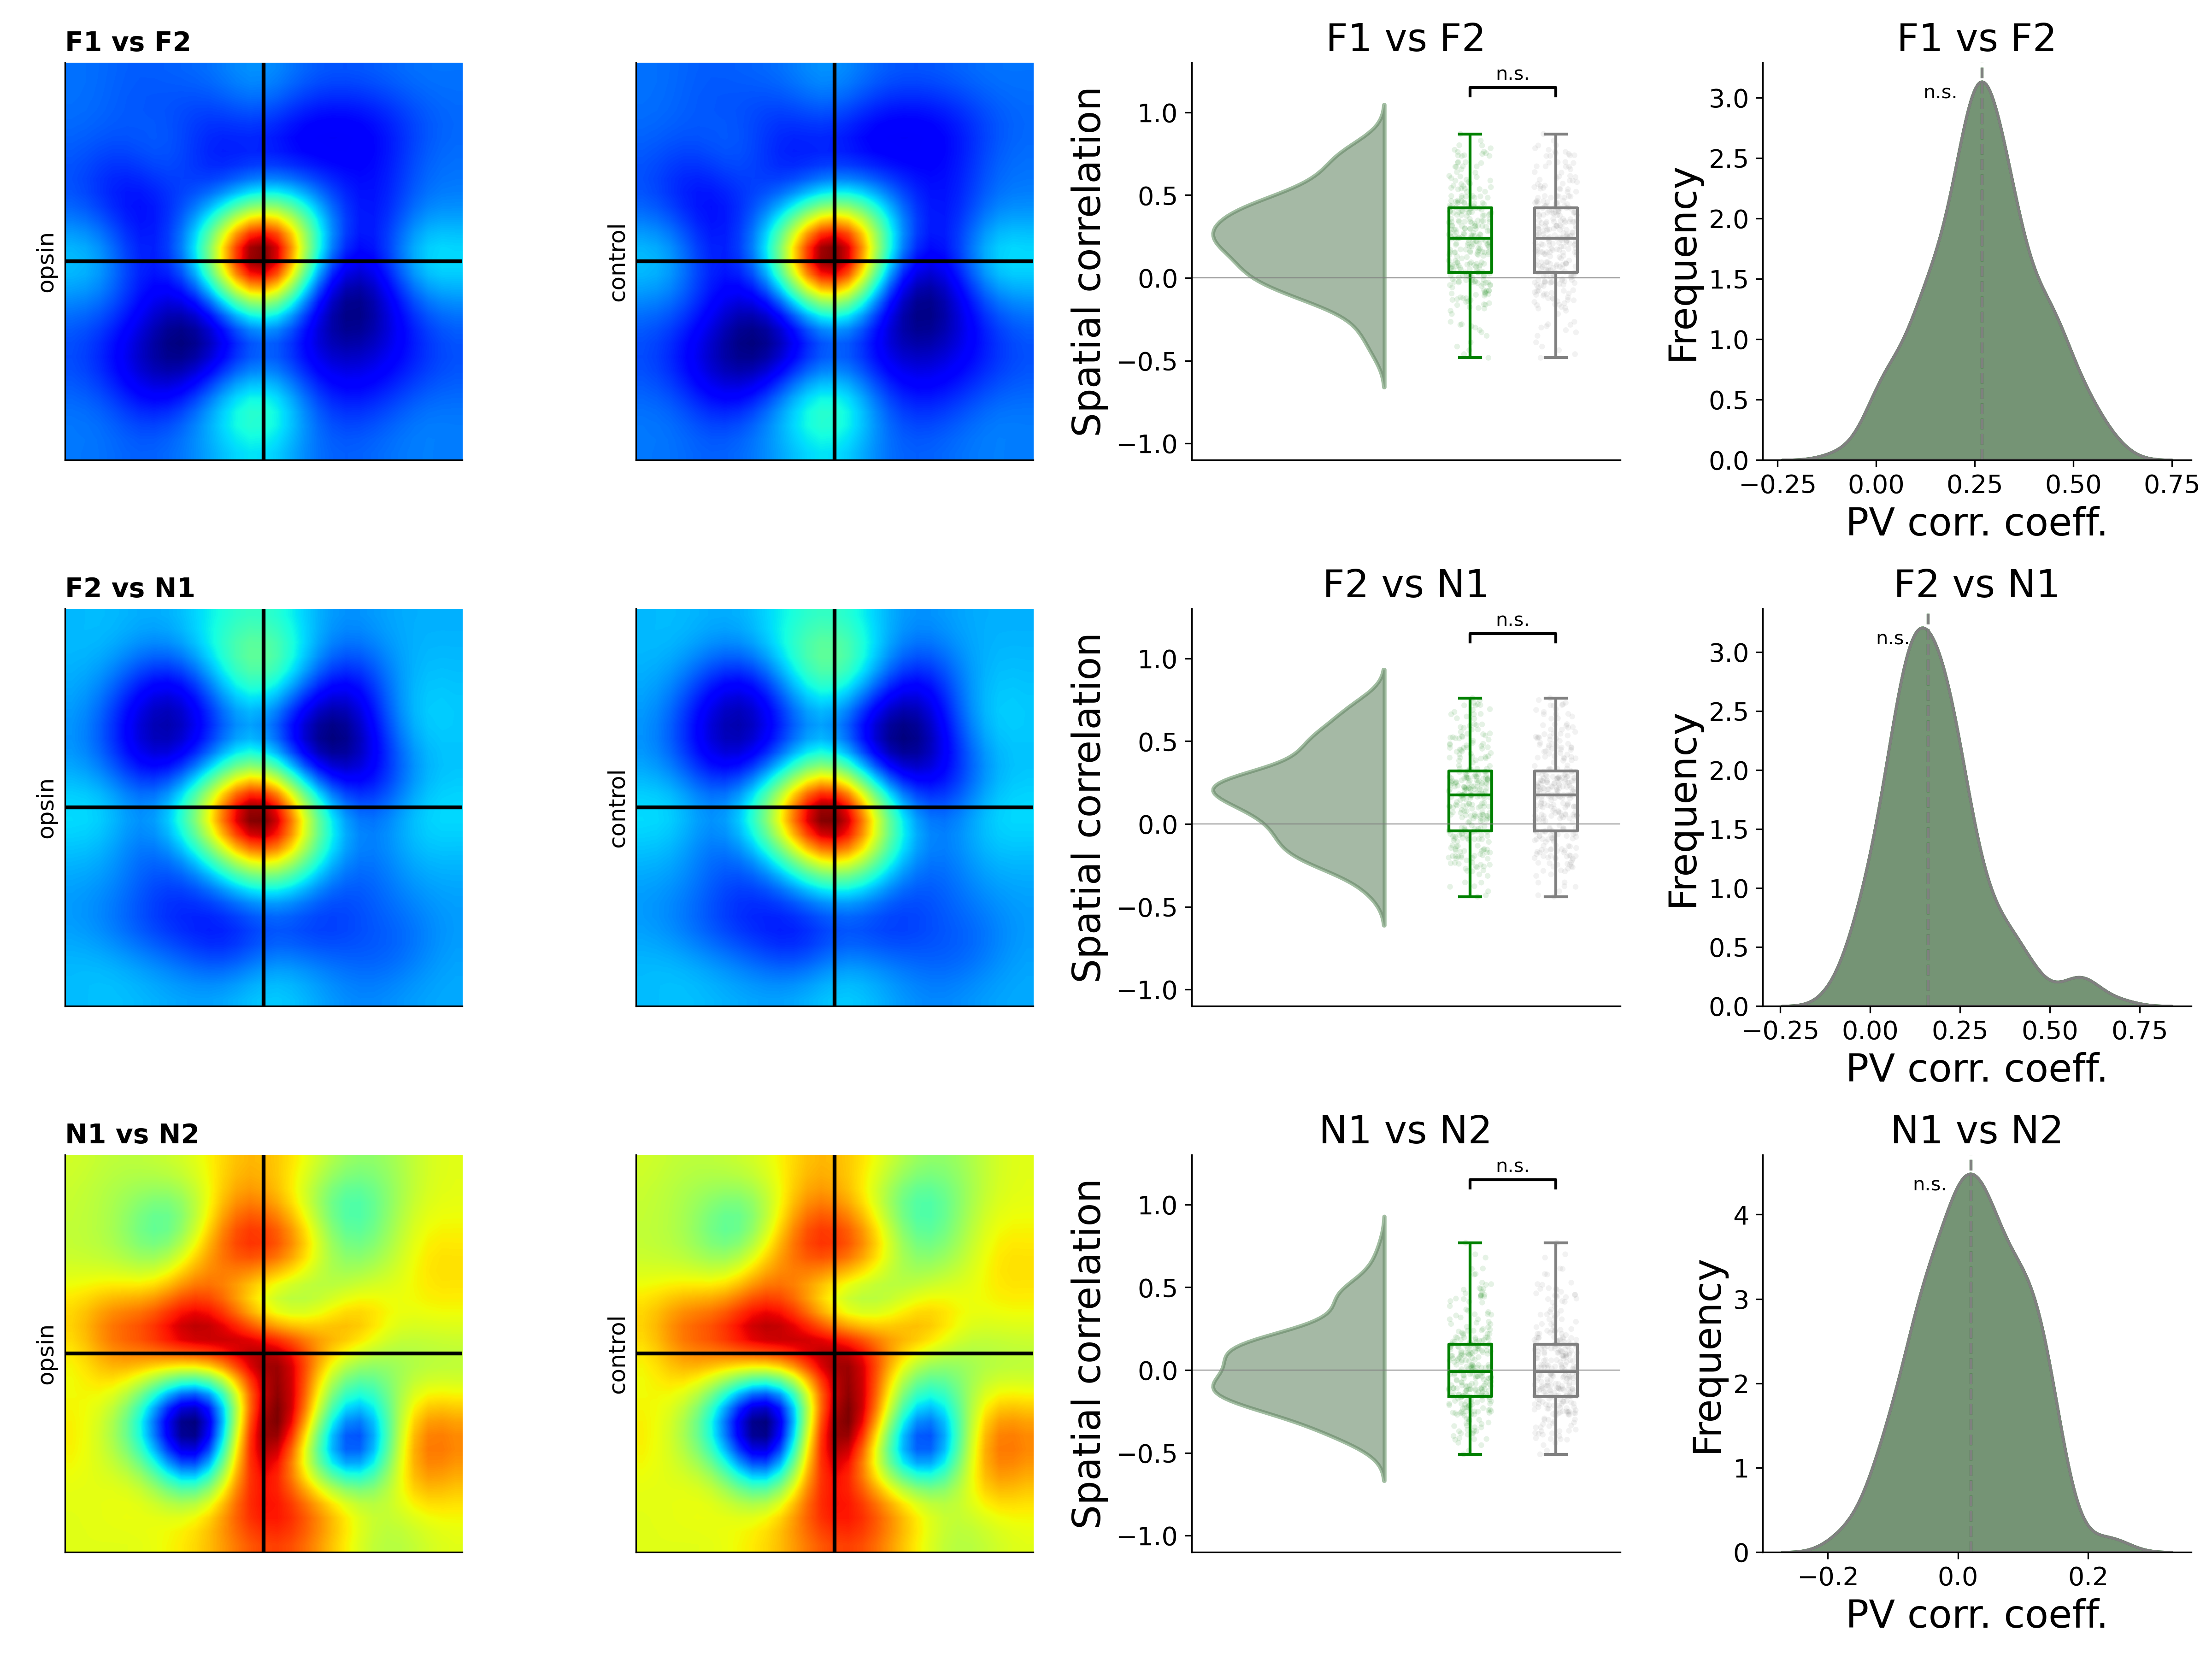 F1 vs F2
opsin
control
F1 vs F2
Spatial correlation
1.0
0.5
0.0
−0.5
−1.0
n.s.
F1 vs F2
Frequency
3.0
2.5
2.0
1.5
1.0
0.5
0.0
n.s.
−0.25 0.00 0.25 0.50 0.75
PV corr. coeff.
F2 vs N1
opsin
control
F2 vs N1
Spatial correlation
1.0
0.5
0.0
−0.5
−1.0
n.s.
F2 vs N1
Frequency
3.0
2.5
2.0
1.5
1.0
0.5
0.0
n.s.
−0.25 0.00 0.25 0.50 0.75
PV corr. coeff.
N1 vs N2
opsin
control
N1 vs N2
Spatial correlation
1.0
0.5
0.0
−0.5
−1.0
n.s.
N1 vs N2
Frequency
4
3
2
1
0
n.s.
−0.2 0.0 0.2
PV corr. coeff.